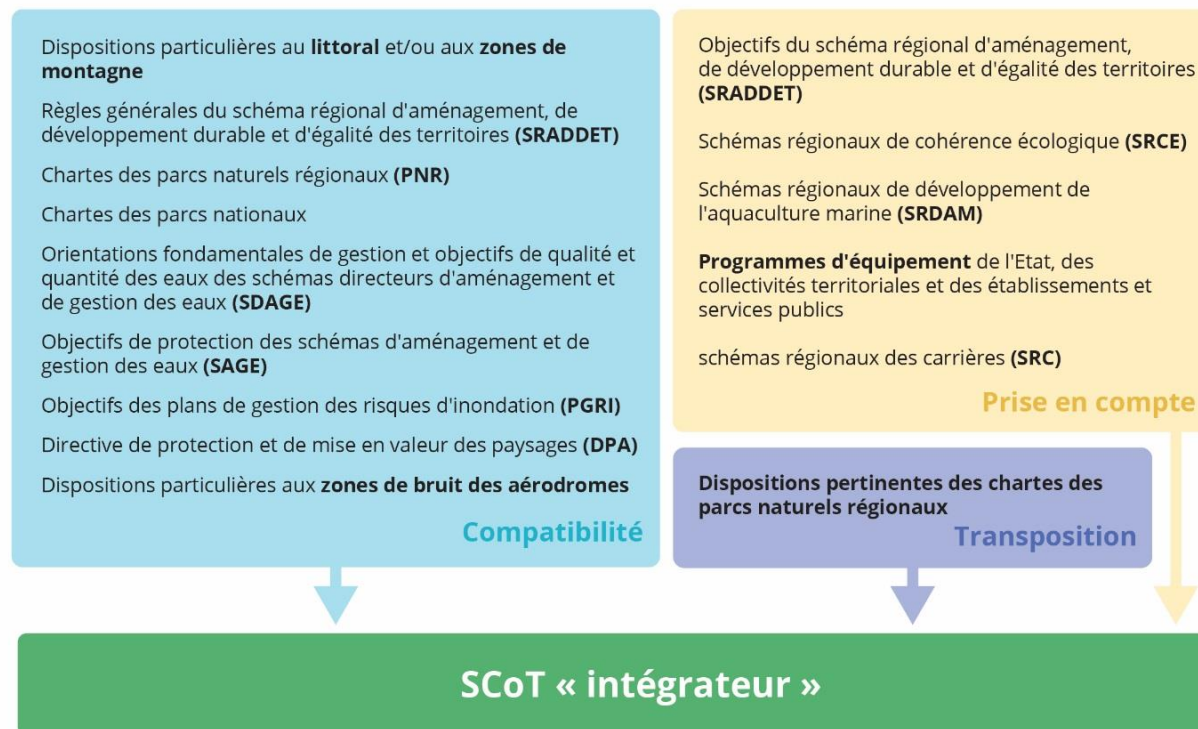 Dispositions particulières au littoral et/ou aux zones de
montagne
Règles générales du schéma régional d'aménagement, de
développement durable et d'égalité des territoires (SRADDET)
Chartes des parcs naturels régionaux (PNR)
Chartes des parcs nationaux
Orientations fondamentales de gestion et objectifs de qualité et
quantité des eaux des schémas directeurs d'aménagement et
de gestion des eaux (SDAGE)
Objectifs de protection des schémas d'aménagement et de
gestion des eaux (SAGE)
Objectifs des plans de gestion des risques d'inondation (PGRI)
Directive de protection et de mise en valeur des paysages (DPA)
Dispositions particulières aux zones de bruit des aérodromes
Compatibilité
Objectifs du schéma régional d'aménagement,
de développement durable et d'égalité des territoires
(SRADDET)
Schémas régionaux de cohérence écologique (SRCE)
Schémas régionaux de développement de
l'aquaculture marine (SRDAM)
Programmes d'équipement de l'Etat, des
collectivités territoriales et des établissements et
services publics
schémas régionaux des carrières (SRC)
Prise en compte
Dispositions pertinentes des chartes des
parcs naturels régionaux
Transposition
SCoT « intégrateur »